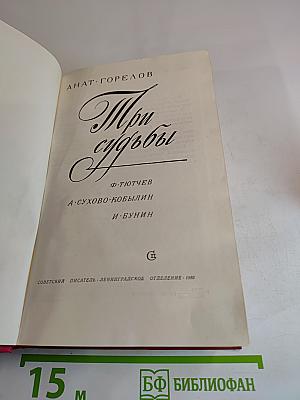 АНАТ·ГОРЕЛОВ
Три
судьбы
Ф·ТЮТЧЕВ
А·СУХОВО-КОБЫЛИН
И·БУНИН
СОВЕТСКИЙ ПИСАТЕЛЬ·ЛЕНИНГРАДСКОЕ ОТДЕЛЕНИЕ·1980
15 м
БФ БИБЛИОФАН